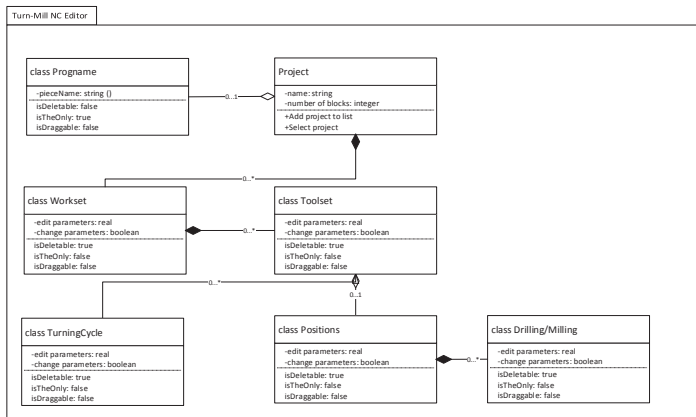 Turn-Mill NC Editor
class Progname
-pieceName: string ()
isDeletable: false
isTheOnly: true
isDraggable: false
0...1
Project
-name: string
-number of blocks: integer
+Add project to list
+Select project
0...*
class Workset
-edit parameters: real
-change parameters: boolean
isDeletable: true
isTheOnly: false
isDraggable: false
0...*
class Toolset
-edit parameters: real
-change parameters: boolean
isDeletable: true
isTheOnly: false
isDraggable: false
0...*
0...1
class TurningCycle
-edit parameters: real
-change parameters: boolean
isDeletable: true
isTheOnly: false
isDraggable: false
class Positions
-edit parameters: real
-change parameters: boolean
isDeletable: true
isTheOnly: false
isDraggable: false
0...*
class Drilling/Milling
-edit parameters: real
-change parameters: boolean
isDeletable: true
isTheOnly: false
isDraggable: false